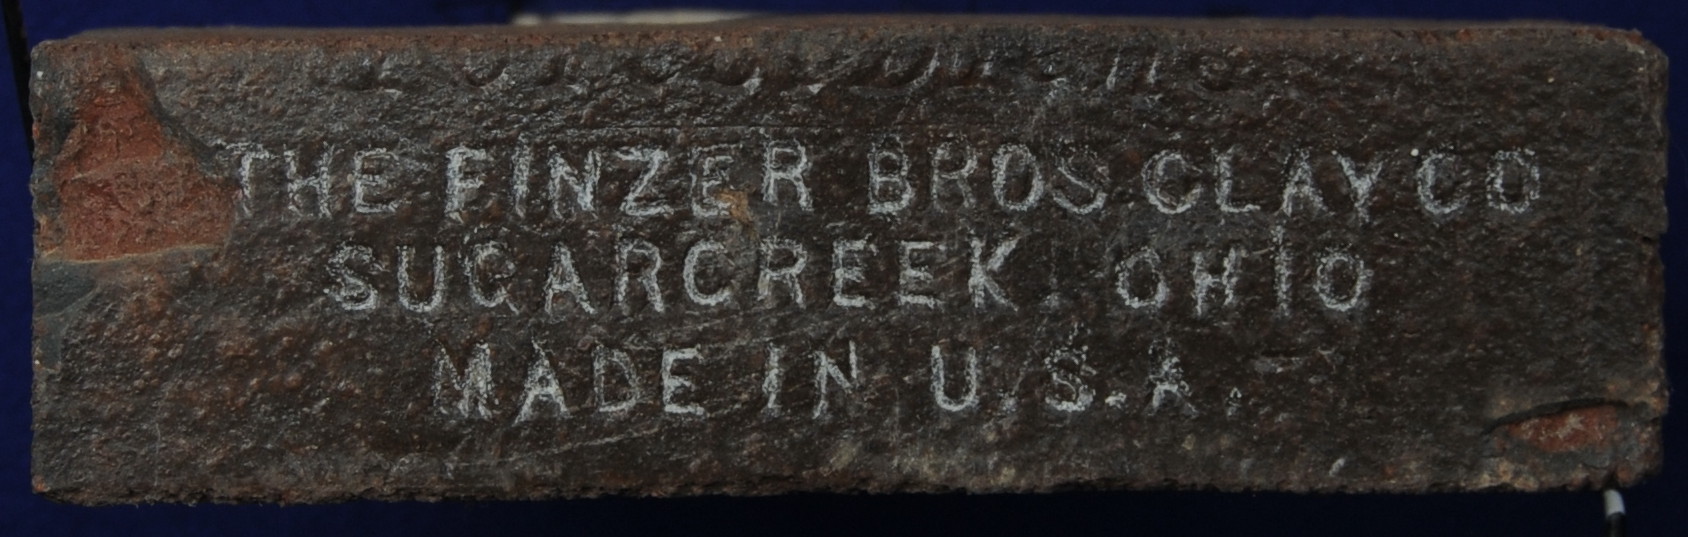 THE FINZER BROS CLAY CO
SUGARCREEK OHIO
MADE IN U.S.A.